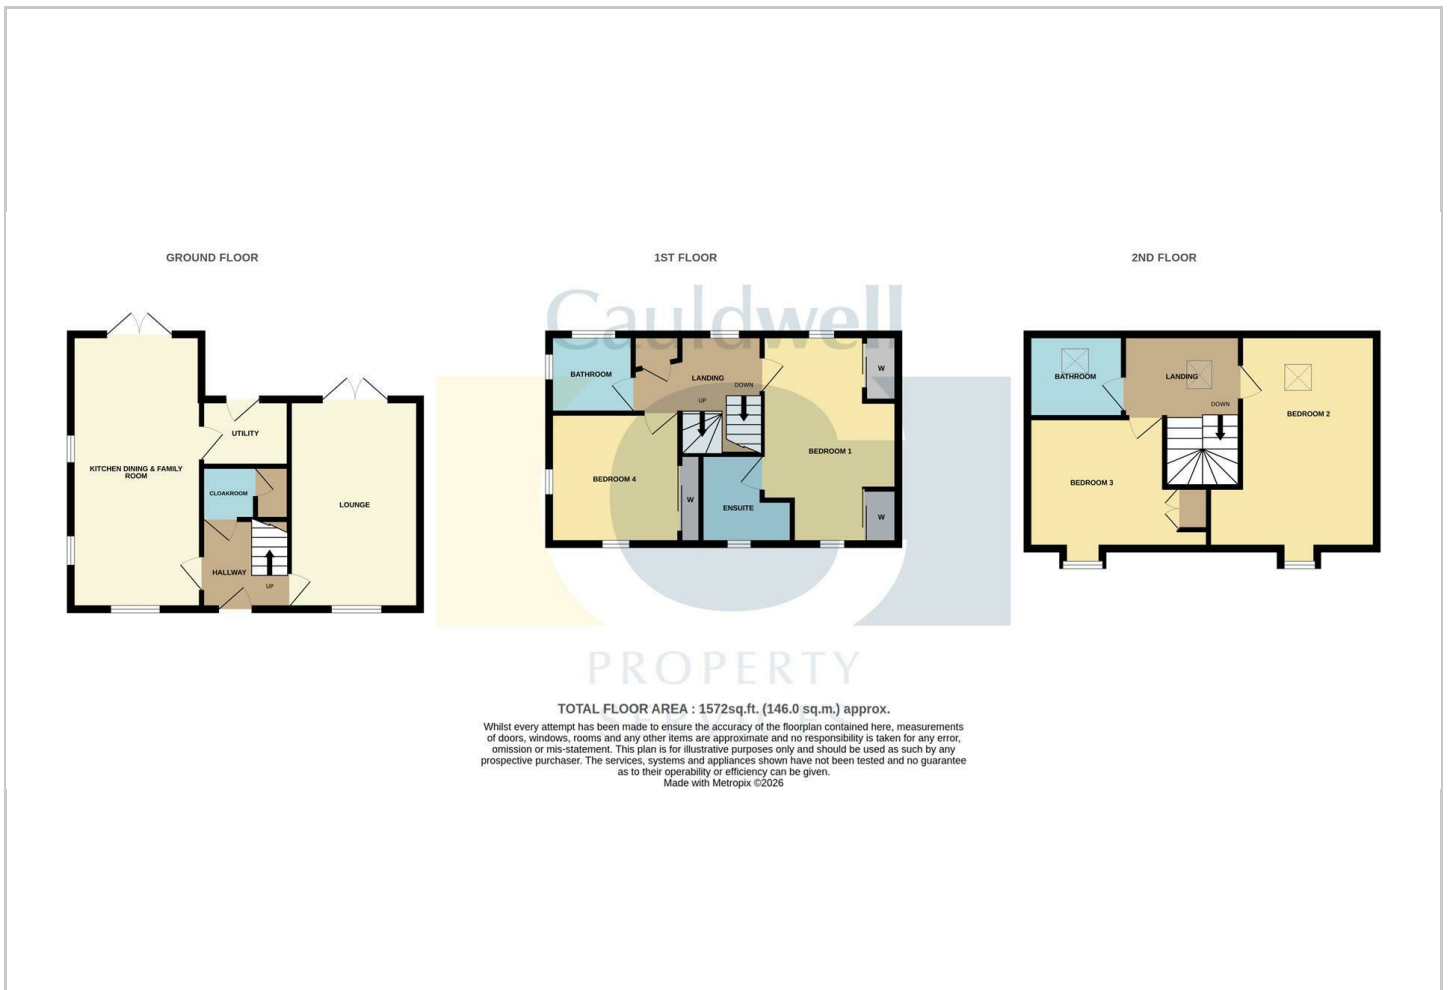 GROUND FLOOR
KITCHEN DINING & FAMILY
ROOM
UTILITY
CLOAKROOM
HALLWAY
UP
LOUNGE
1ST FLOOR
BATHROOM
LANDING
DOWN
UP
W
BEDROOM 1
BEDROOM 4
W
ENSUITE
W
2ND FLOOR
BATHROOM
LANDING
DOWN
BEDROOM 2
BEDROOM 3
Cauldwell
PROPERTY
SERVICES
TOTAL FLOOR AREA : 1572sq.ft. (146.0 sq.m.) approx.
Whilst every attempt has been made to ensure the accuracy of the floorplan contained here, measurements
of doors, windows, rooms and any other items are approximate and no responsibility is taken for any error,
omission or mis-statement. This plan is for illustrative purposes only and should be used as such by any
prospective purchaser. The services, systems and appliances shown have not been tested and no guarantee
as to their operability or efficiency can be given.
Made with Metropix ©2026